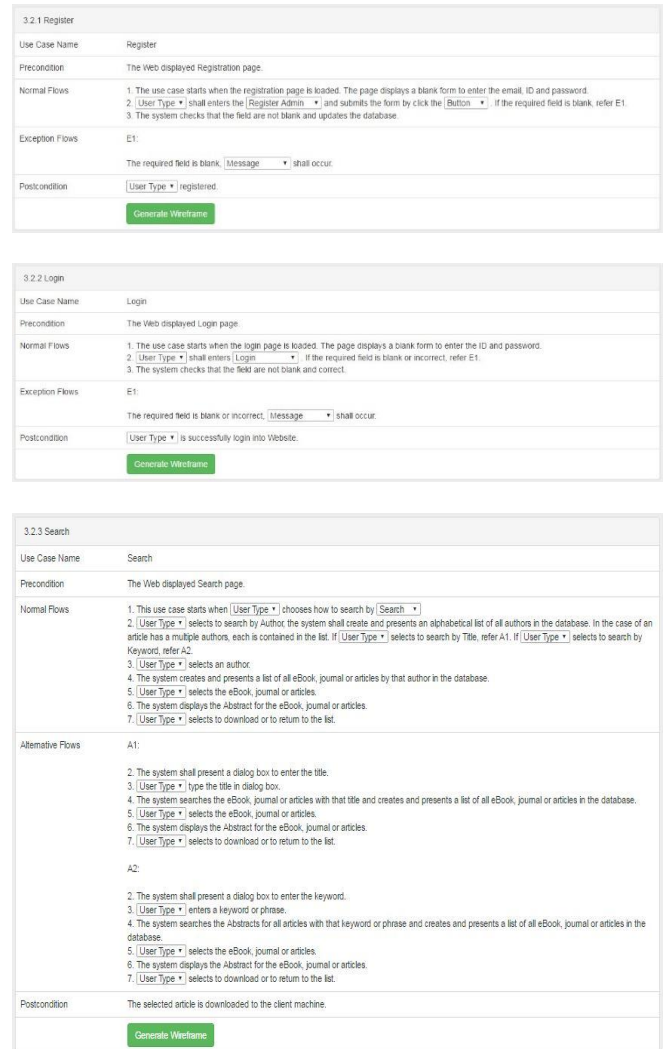 3.2.1 Register
Use Case Name Register
Precondition The Web displayed Registration page.
Normal Flows 1. The use case starts when the registration page is loaded. The page displays a blank form to enter the email, ID and password.
2. User Type shall enters the Register Admin and submits the form by click the Button . If the required field is blank, refer E1.
3. The system checks that the field are not blank and updates the database.
Exception Flows E1:
The required field is blank, Message shall occur.
Postcondition User Type registered.
Generate Wireframe
3.2.2 Login
Use Case Name Login
Precondition The Web displayed Login page.
Normal Flows 1. The use case starts when the login page is loaded. The page displays a blank form to enter the ID and password.
2. User Type shall enters Login . If the required field is blank or incorrect, refer E1.
3. The system checks that the field are not blank and correct.
Exception Flows E1:
The required field is blank or incorrect, Message shall occur.
Postcondition User Type is successfully login into Website.
Generate Wireframe
3.2.3 Search
Use Case Name Search
Precondition The Web displayed Search page.
Normal Flows 1. This use case starts when User Type chooses how to search by Search
2. User Type selects to search by Author, the system shall create and presents an alphabetical list of all authors in the database. In the case of an
article has a multiple authors, each is contained in the list. If User Type selects to search by Title, refer A1. If User Type selects to search by
Keyword, refer A2.
3. User Type selects an author.
4. The system creates and presents a list of all eBook, journal or articles by that author in the database.
5. User Type selects the eBook, journal or articles.
6. The system displays the Abstract for the eBook, journal or articles.
7. User Type selects to download or to return to the list.
Alternative Flows A1:
2. The system shall present a dialog box to enter the title.
3. User Type type the title in dialog box.
4. The system searches the eBook, journal or articles with that title and creates and presents a list of all eBook, journal or articles in the database.
5. User Type selects the eBook, journal or articles.
6. The system displays the Abstract for the eBook, journal or articles.
7. User Type selects to download or to return to the list.
A2:
2. The system shall present a dialog box to enter the keyword.
3. User Type enters a keyword or phrase.
4. The system searches the Abstracts for all articles with that keyword or phrase and creates and presents a list of all eBook, journal or articles in the
database.
5. User Type selects the eBook, journal or articles.
6. The system displays the Abstract for the eBook, journal or articles.
7. User Type selects to download or to return to the list.
Postcondition The selected article is downloaded to the client machine.
Generate Wireframe